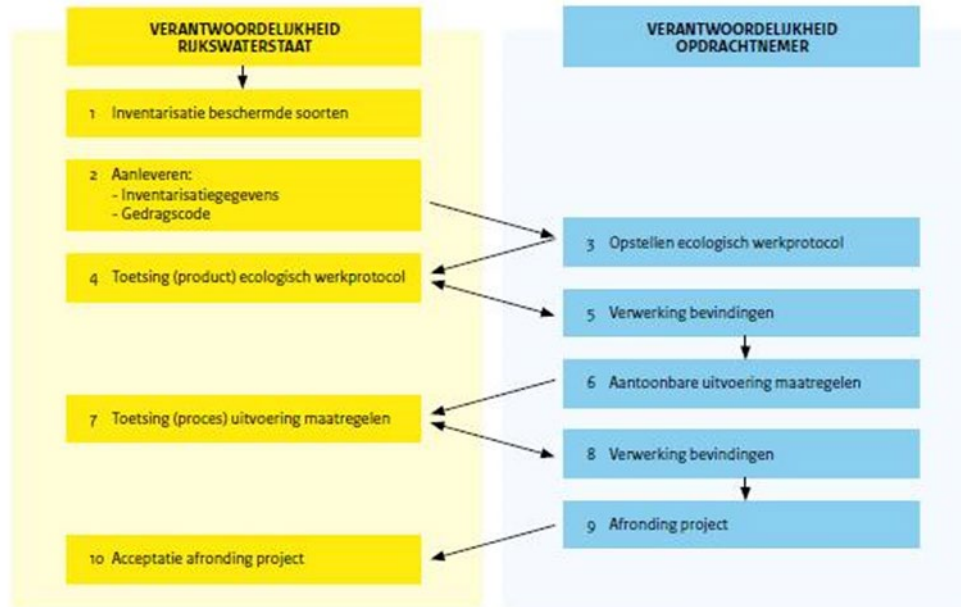 VERANTWOORDELIJKHEID
RIJKSWATERSTAAT
VERANTWOORDELIJKHEID
OPDRACHTNEMER
1 Inventarisatie beschermde soorten
2 Aanleveren:
- Inventarisatiegegevens
- Gedragscode
3 Opstellen ecologisch werkprotocol
4 Toetsing (product) ecologisch werkprotocol
5 Verwerking bevindingen
6 Aantoonbare uitvoering maatregelen
7 Toetsing (proces) uitvoering maatregelen
8 Verwerking bevindingen
9 Afronding project
10 Acceptatie afronding project